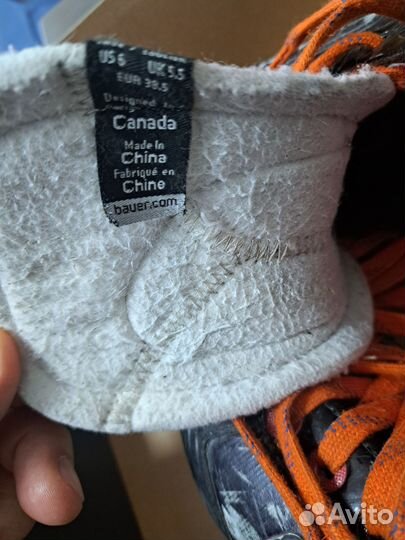 US 6 UK 5.5
EUR 38.5
Designed in
Canada
Made in
China
Fabriqué en
Chine
bauer.com
Avito